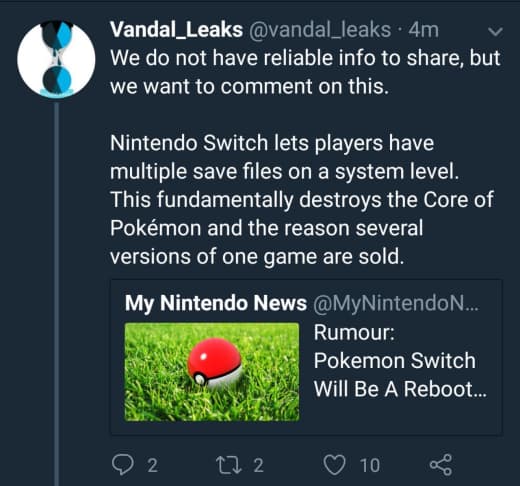 Vandal_Leaks @vandal_leaks · 4m
We do not have reliable info to share, but
we want to comment on this.
Nintendo Switch lets players have
multiple save files on a system level.
This fundamentally destroys the Core of
Pokémon and the reason several
versions of one game are sold.
My Nintendo News @MyNintendoN...
Rumour:
Pokemon Switch
Will Be A Reboot...
2 2 10